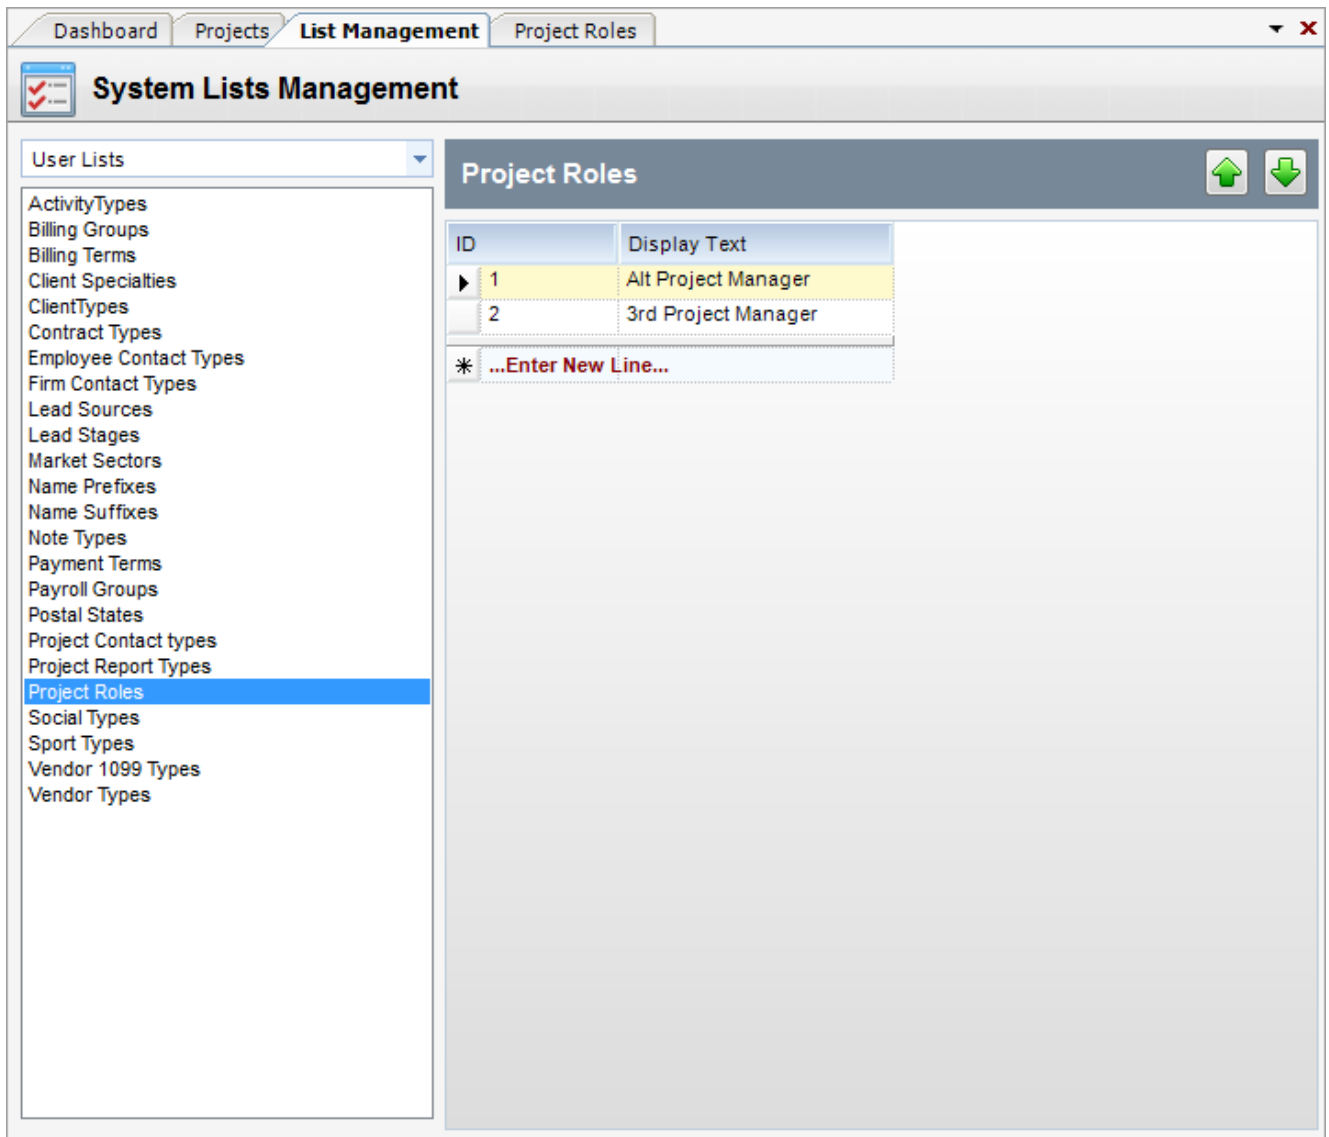 Dashboard Projects List Management Project Roles
System Lists Management
User Lists
ActivityTypes
Billing Groups
Billing Terms
Client Specialties
ClientTypes
Contract Types
Employee Contact Types
Firm Contact Types
Lead Sources
Lead Stages
Market Sectors
Name Prefixes
Name Suffixes
Note Types
Payment Terms
Payroll Groups
Postal States
Project Contact types
Project Report Types
Project Roles
Social Types
Sport Types
Vendor 1099 Types
Vendor Types
Project Roles
ID Display Text
1 Alt Project Manager
2 3rd Project Manager
...Enter New Line...